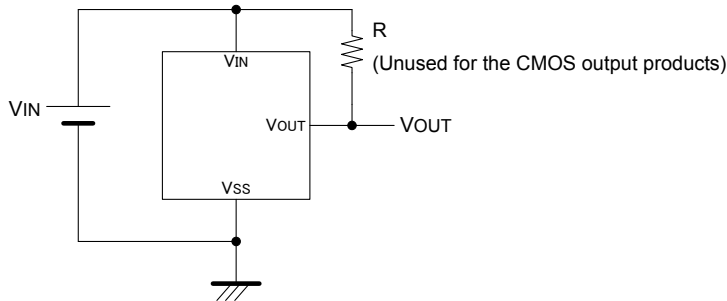 R
VIN
(Unused for the CMOS output products)
VIN
VOUT
VOUT
VSS